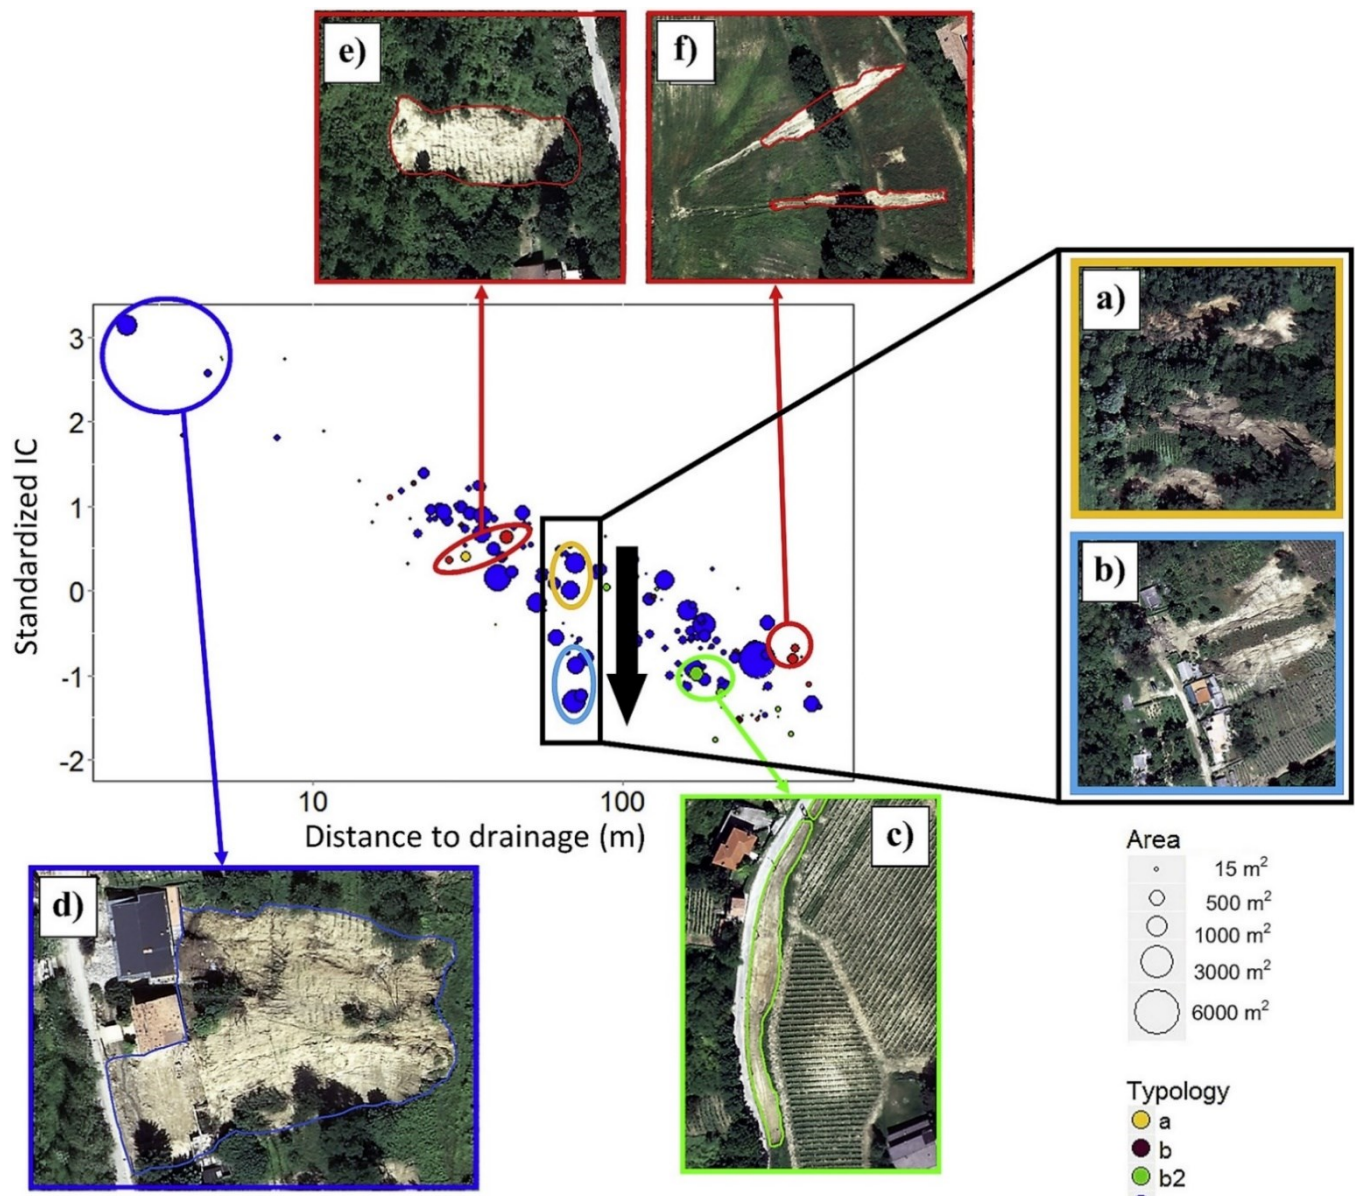 e)
f)
a)
b)
3
2
1
0
-1
-2
Standardized IC
10
100
Distance to drainage (m)
c)
d)
Area
15 m²
500 m²
1000 m²
3000 m²
6000 m²
Typology
a
b
b2